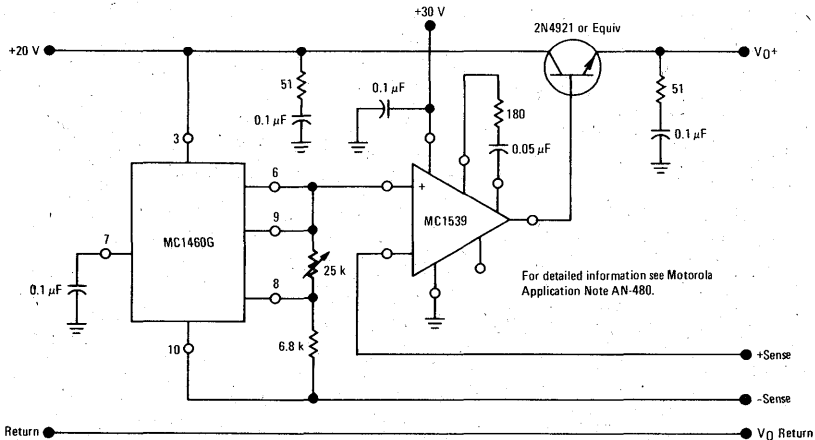 +30 V
2N4921 or Equiv
+20 V
VO+
51
0.1 µF
0.1 µF
180
0.05 µF
51
0.1 µF
3
6
+
MC1460G
9
MC1539
7
25 k
0.1 µF
8
For detailed information see Motorola
Application Note AN-480.
10
6.8 k
+Sense
-Sense
Return
VO Return